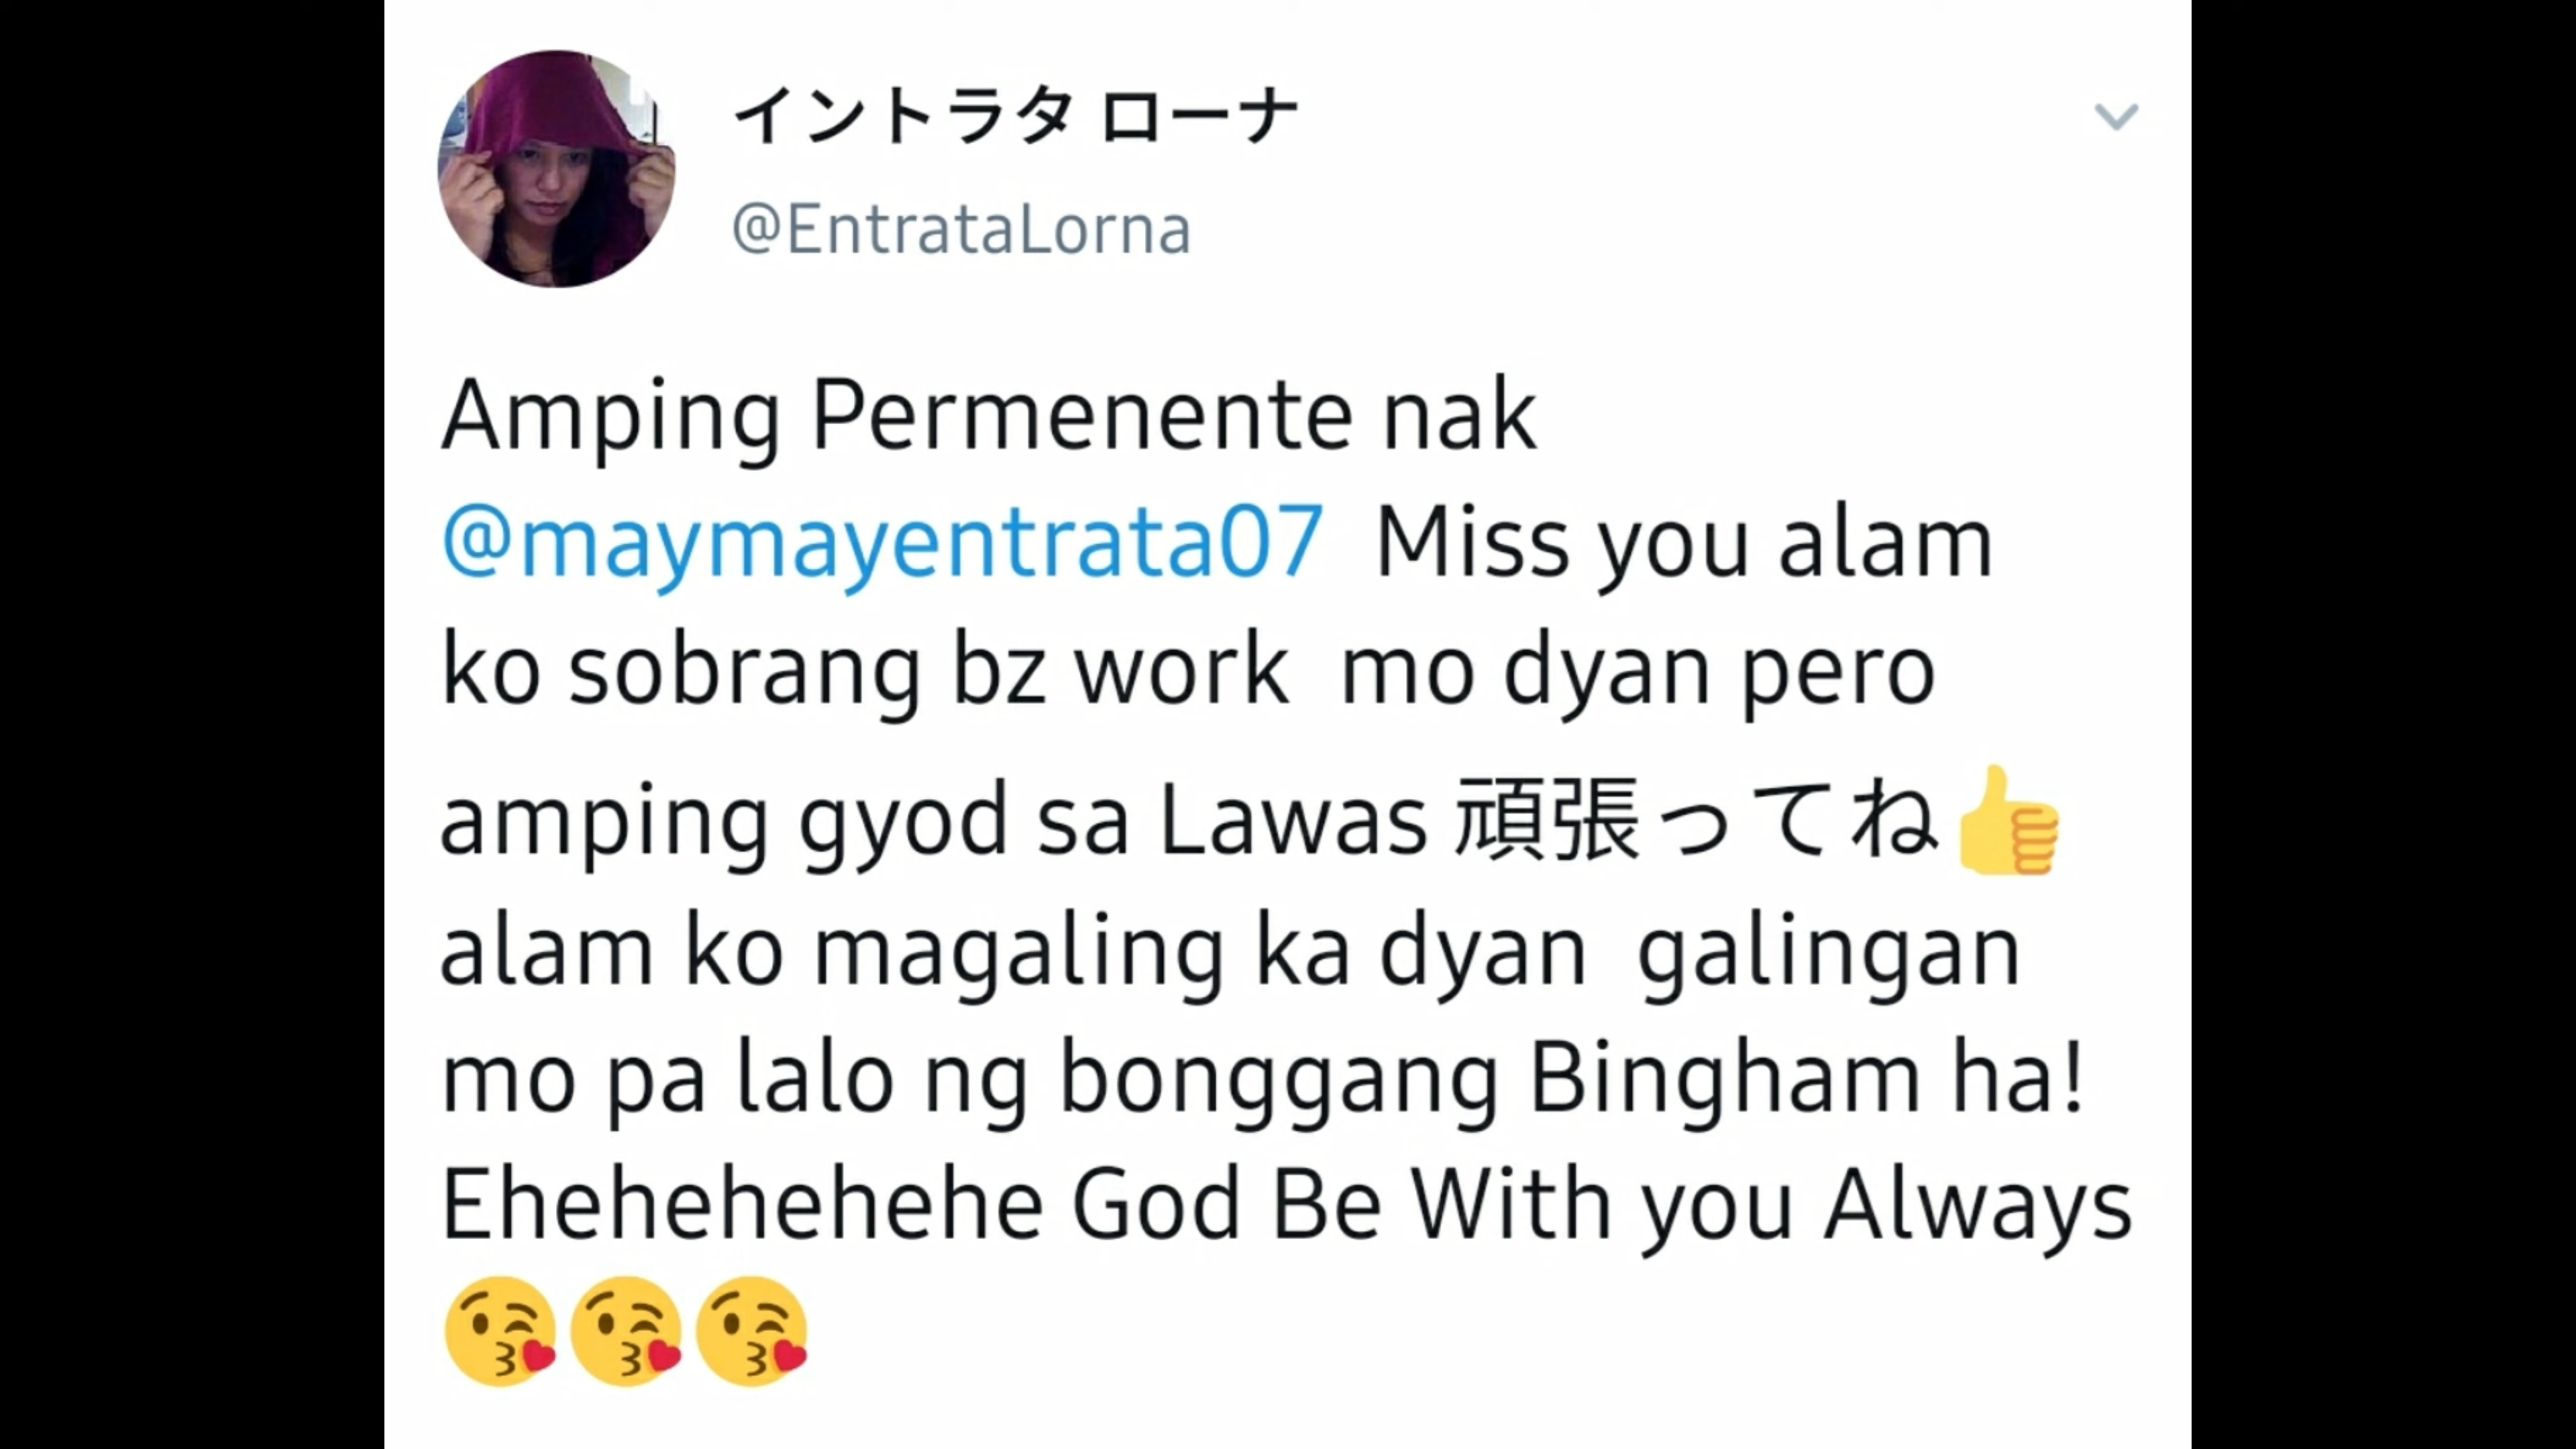 イントラタ ローナ
@EntrataLorna
Amping Permenente nak
@maymayentrata07 Miss you alam
ko sobrang bz work mo dyan pero
amping gyod sa Lawas 頑張ってね👍
alam ko magaling ka dyan galingan
mo pa lalo ng bonggang Bingham ha!
Ehehehehehe God Be With you Always
😘😘😘